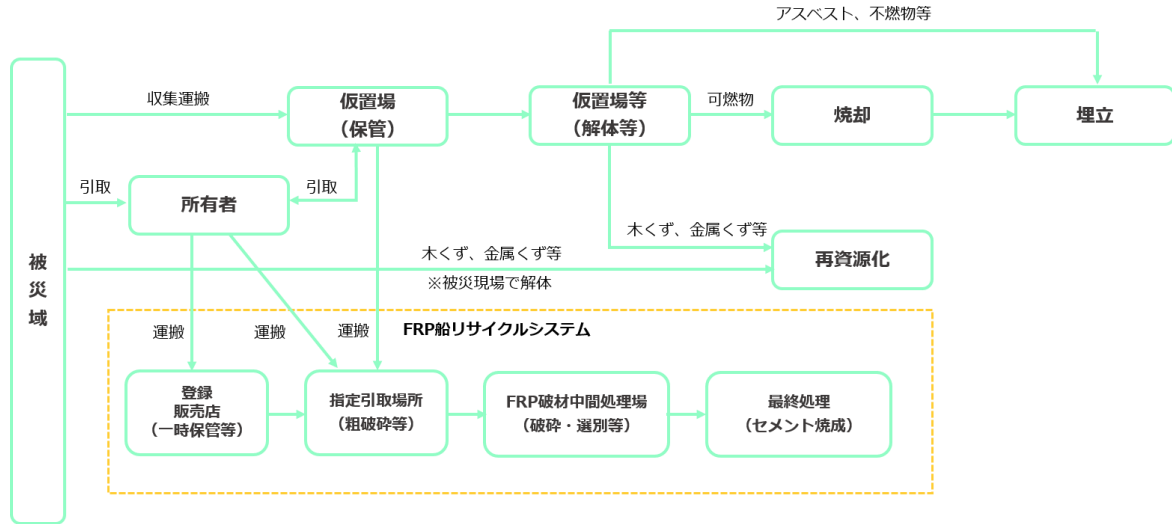 アスベスト、不燃物等
収集運搬
仮置場
（保管）
仮置場等
（解体等）
可燃物
焼却
埋立
引取
所有者
引取
木くず、金属くず等
再資源化
被
災
域
木くず、金属くず等
※被災現場で解体
運搬
運搬
運搬
FRP船リサイクルシステム
登録
販売店
（一時保管等）
指定引取場所
（粗破砕等）
FRP破材中間処理場
（破砕・選別等）
最終処理
（セメント焼成）